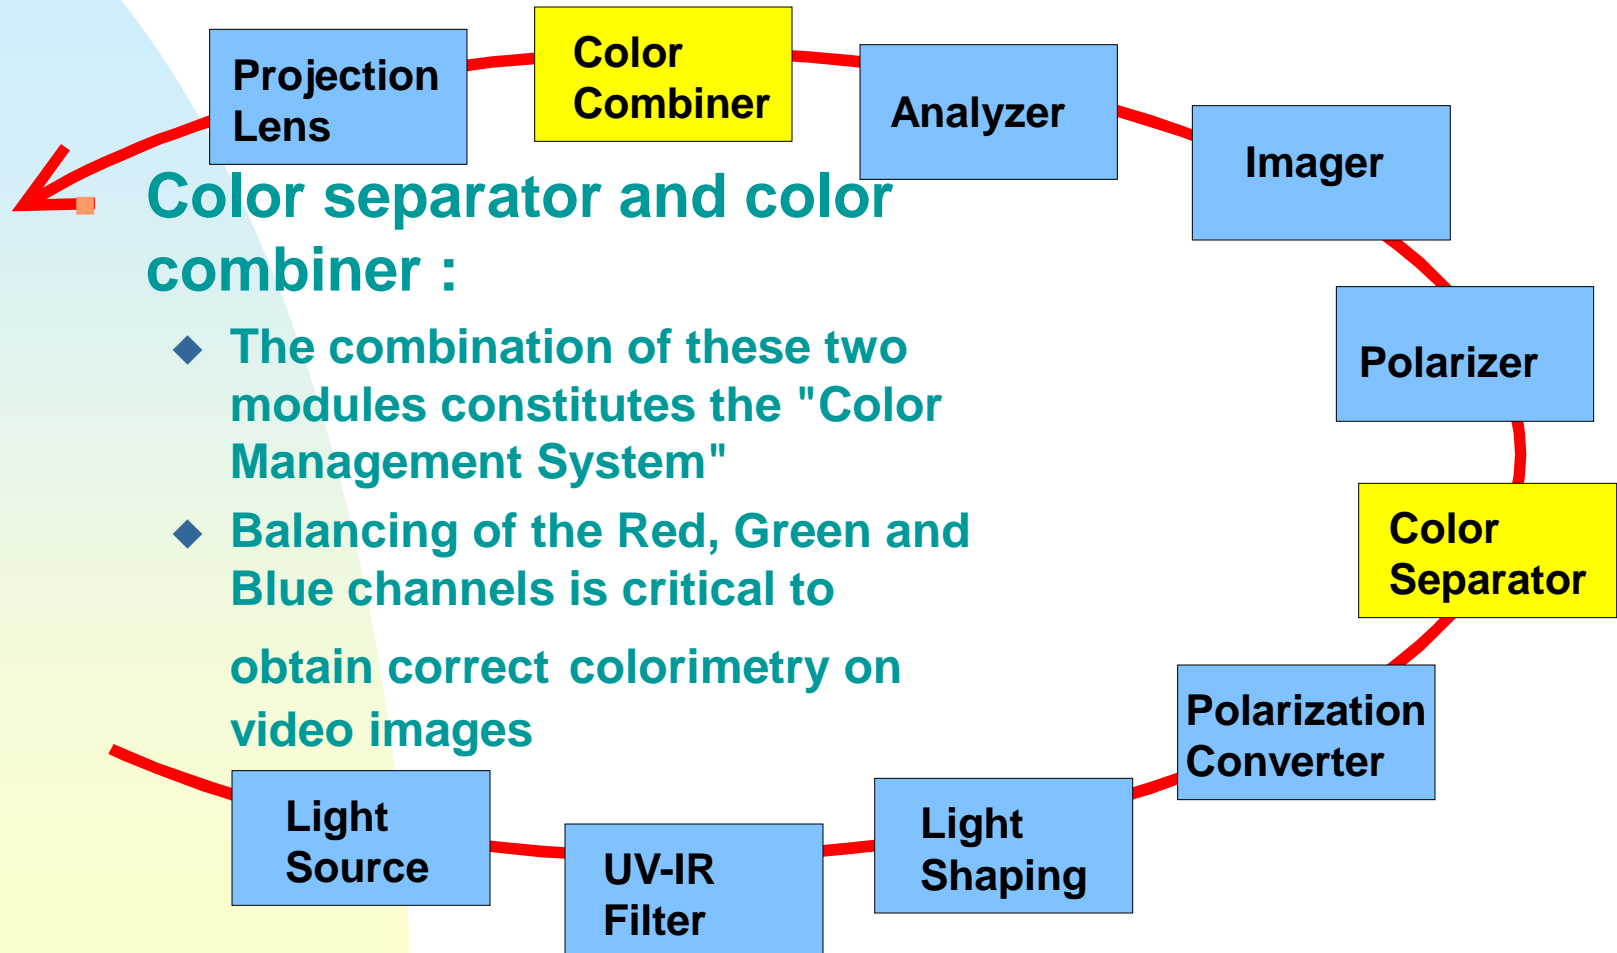 Projection
Lens
Color
Combiner
Analyzer
Imager
Polarizer
Color
Separator
Polarization
Converter
Light
Shaping
UV-IR
Filter
Light
Source
Color separator and color
combiner :
The combination of these two
modules constitutes the "Color
Management System"
Balancing of the Red, Green and
Blue channels is critical to
obtain correct colorimetry on
video images